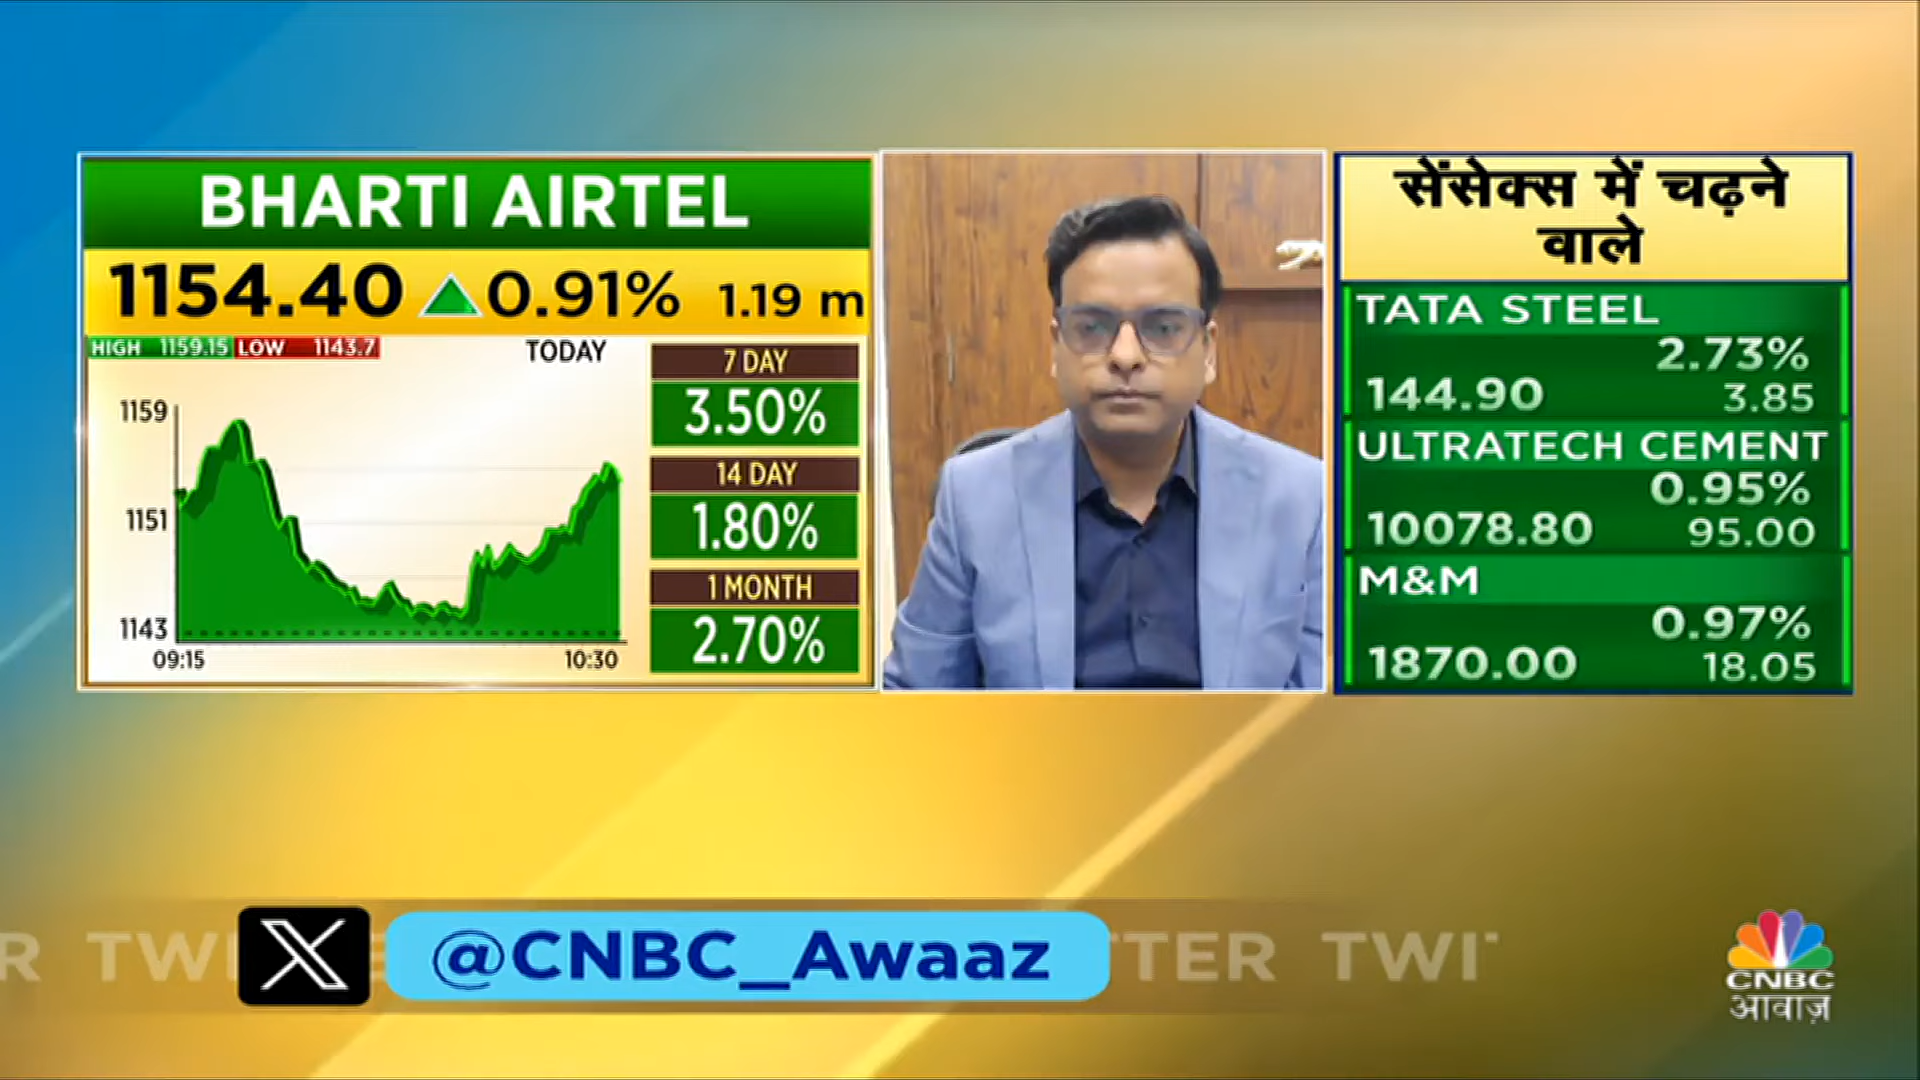 BHARTI AIRTEL
1154.40 0.91% 1.19 m
HIGH 1159.15 LOW 1143.7
TODAY
1159
1151
1143
09:15 10:30
7 DAY
3.50%
14 DAY
1.80%
1 MONTH
2.70%
सेंसेक्स में चढ़ने
वाले
TATA STEEL
2.73%
144.90 3.85
ULTRATECH CEMENT
0.95%
10078.80 95.00
M&M
0.97%
1870.00 18.05
R TWI X @CNBC_Awaaz TTER TWIT
CNBC
आवाज़